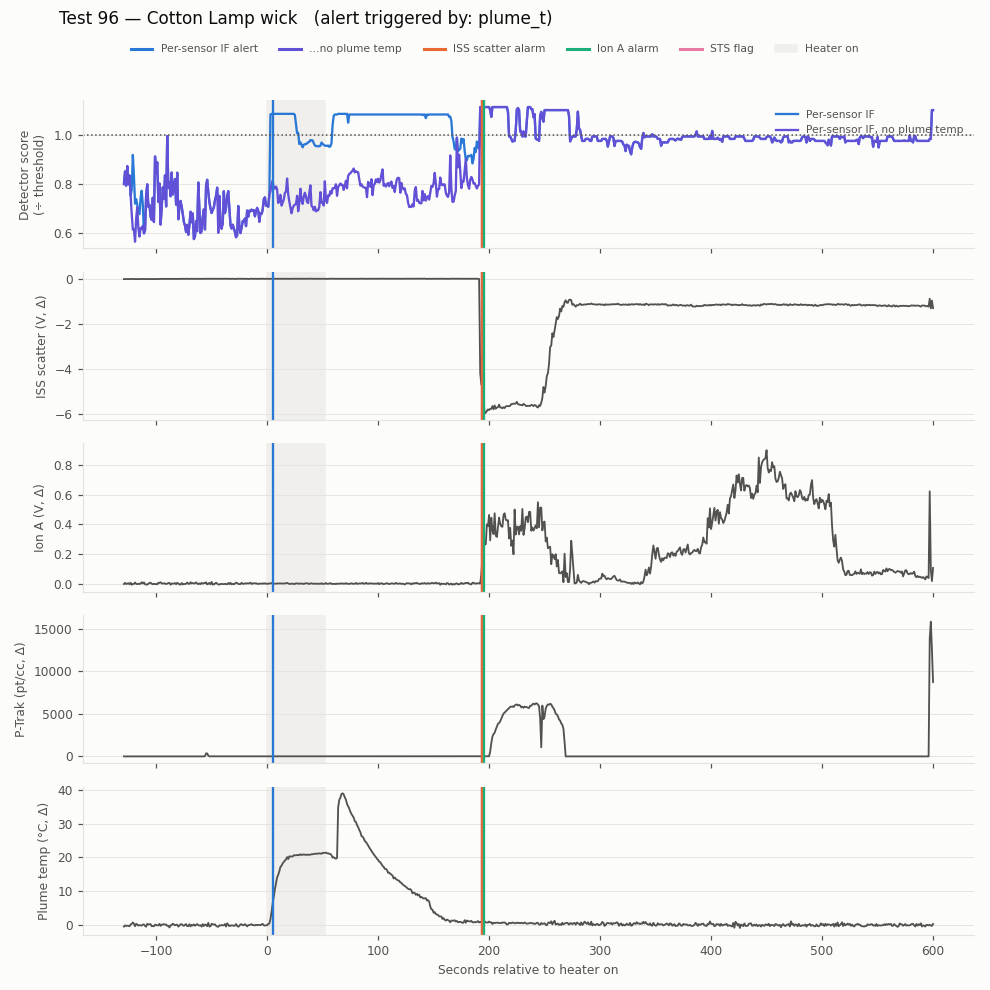 Test 96 — Cotton Lamp wick   (alert triggered by: plume_t)
Per-sensor IF alert
...no plume temp
ISS scatter alarm
Ion A alarm
STS flag
Heater on
Detector score
(÷ threshold)
1.0
0.8
0.6
Per-sensor IF
Per-sensor IF, no plume temp
ISS scatter (V, Δ)
0
−2
−4
−6
Ion A (V, Δ)
0.8
0.6
0.4
0.2
0.0
P-Trak (pt/cc, Δ)
15000
10000
5000
0
Plume temp (°C, Δ)
40
30
20
10
0
−100
0
100
200
300
400
500
600
Seconds relative to heater on